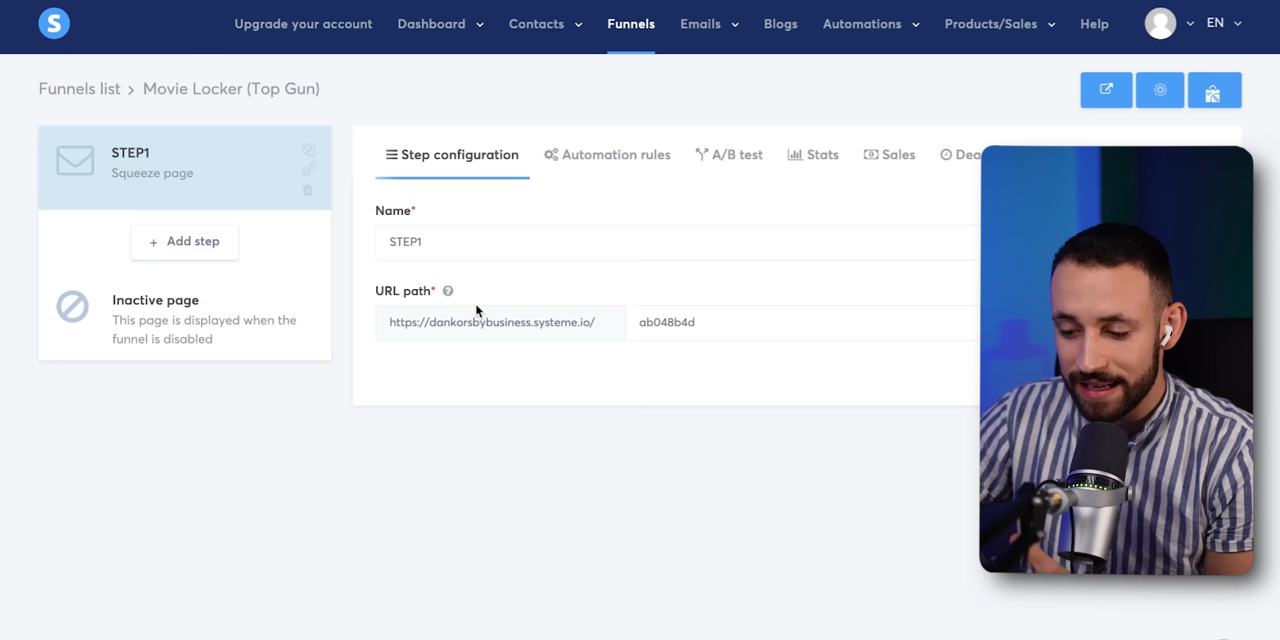 S Upgrade your account Dashboard Contacts Funnels Emails Blogs Automations Products/Sales Help EN
Funnels list > Movie Locker (Top Gun)
STEP1
Squeeze page
+ Add step
Inactive page
This page is displayed when the
funnel is disabled
Step configuration Automation rules A/B test Stats Sales Dea
Name*
STEP1
URL path* ?
https://dankorsbybusiness.systeme.io/ ab048b4d